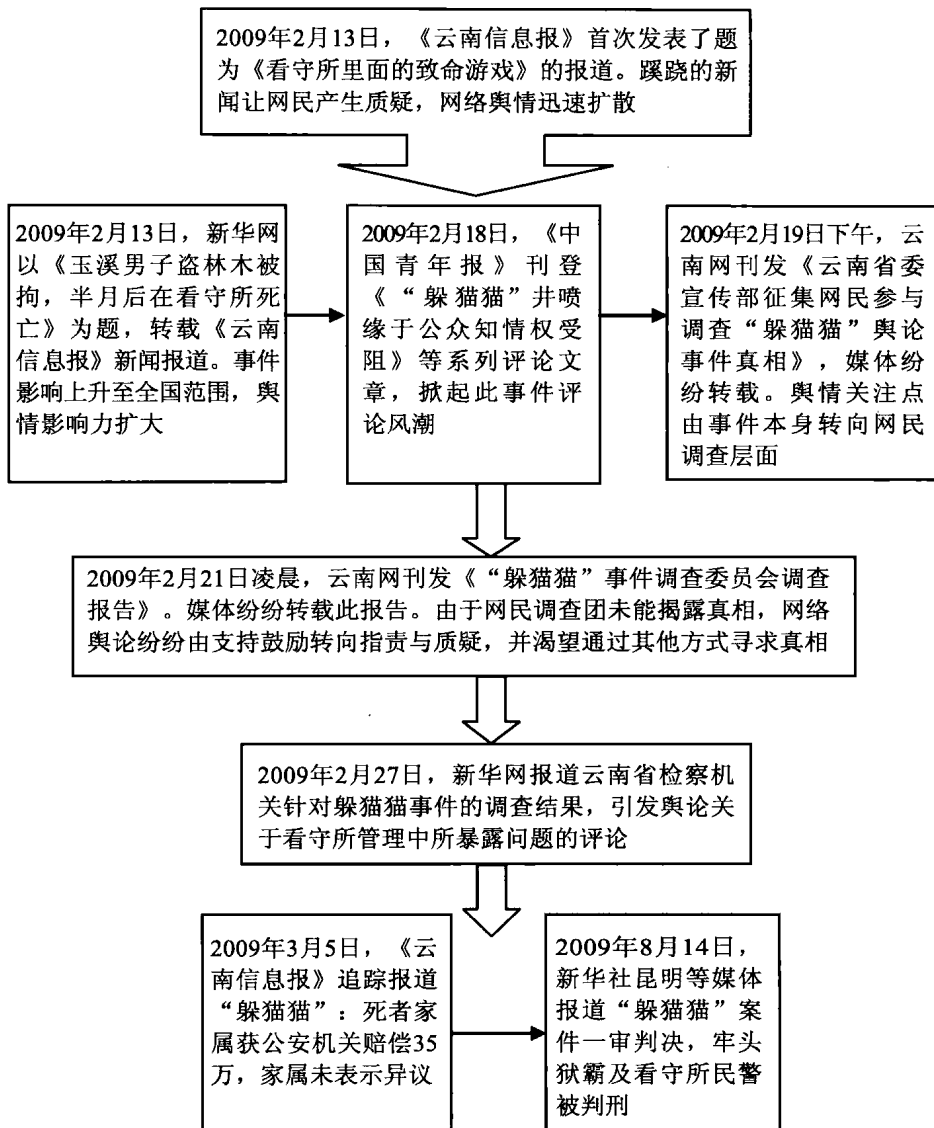 2009年2月13日，《云南信息报》首次发表了题
为《看守所里面的致命游戏》的报道。蹊跷的新
闻让网民产生质疑，网络舆情迅速扩散
2009年2月13日，新华网
以《玉溪男子盗林木被
拘，半月后在看守所死
亡》为题，转载《云南
信息报》新闻报道。事件
影响上升至全国范围，舆
情影响力扩大
2009年2月18日，《中
国青年报》刊登
《“躲猫猫”井喷
缘于公众知情权受
阻》等系列评论文
章，掀起此事件评
论风潮
2009年2月19日下午，云
南网刊发《云南省委
宣传部征集网民参与
调查“躲猫猫”舆论
事件真相》，媒体纷
纷转载。舆情关注点
由事件本身转向网民
调查层面
2009年2月21日凌晨，云南网刊发《“躲猫猫”事件调查委员会调查
报告》。媒体纷纷转载此报告。由于网民调查团未能揭露真相，网络
舆论纷纷由支持鼓励转向指责与质疑，并渴望通过其他方式寻求真相
2009年2月27日，新华网报道云南省检察机
关针对躲猫猫事件的调查结果，引发舆论关
于看守所管理中所暴露问题的评论
2009年3月5日，《云
南信息报》追踪报道
“躲猫猫”：死者家
属获公安机关赔偿35
万，家属未表示异议
2009年8月14日，
新华社昆明等媒体
报道“躲猫猫”案
件一审判决，牢头
狱霸及看守所民警
被判刑